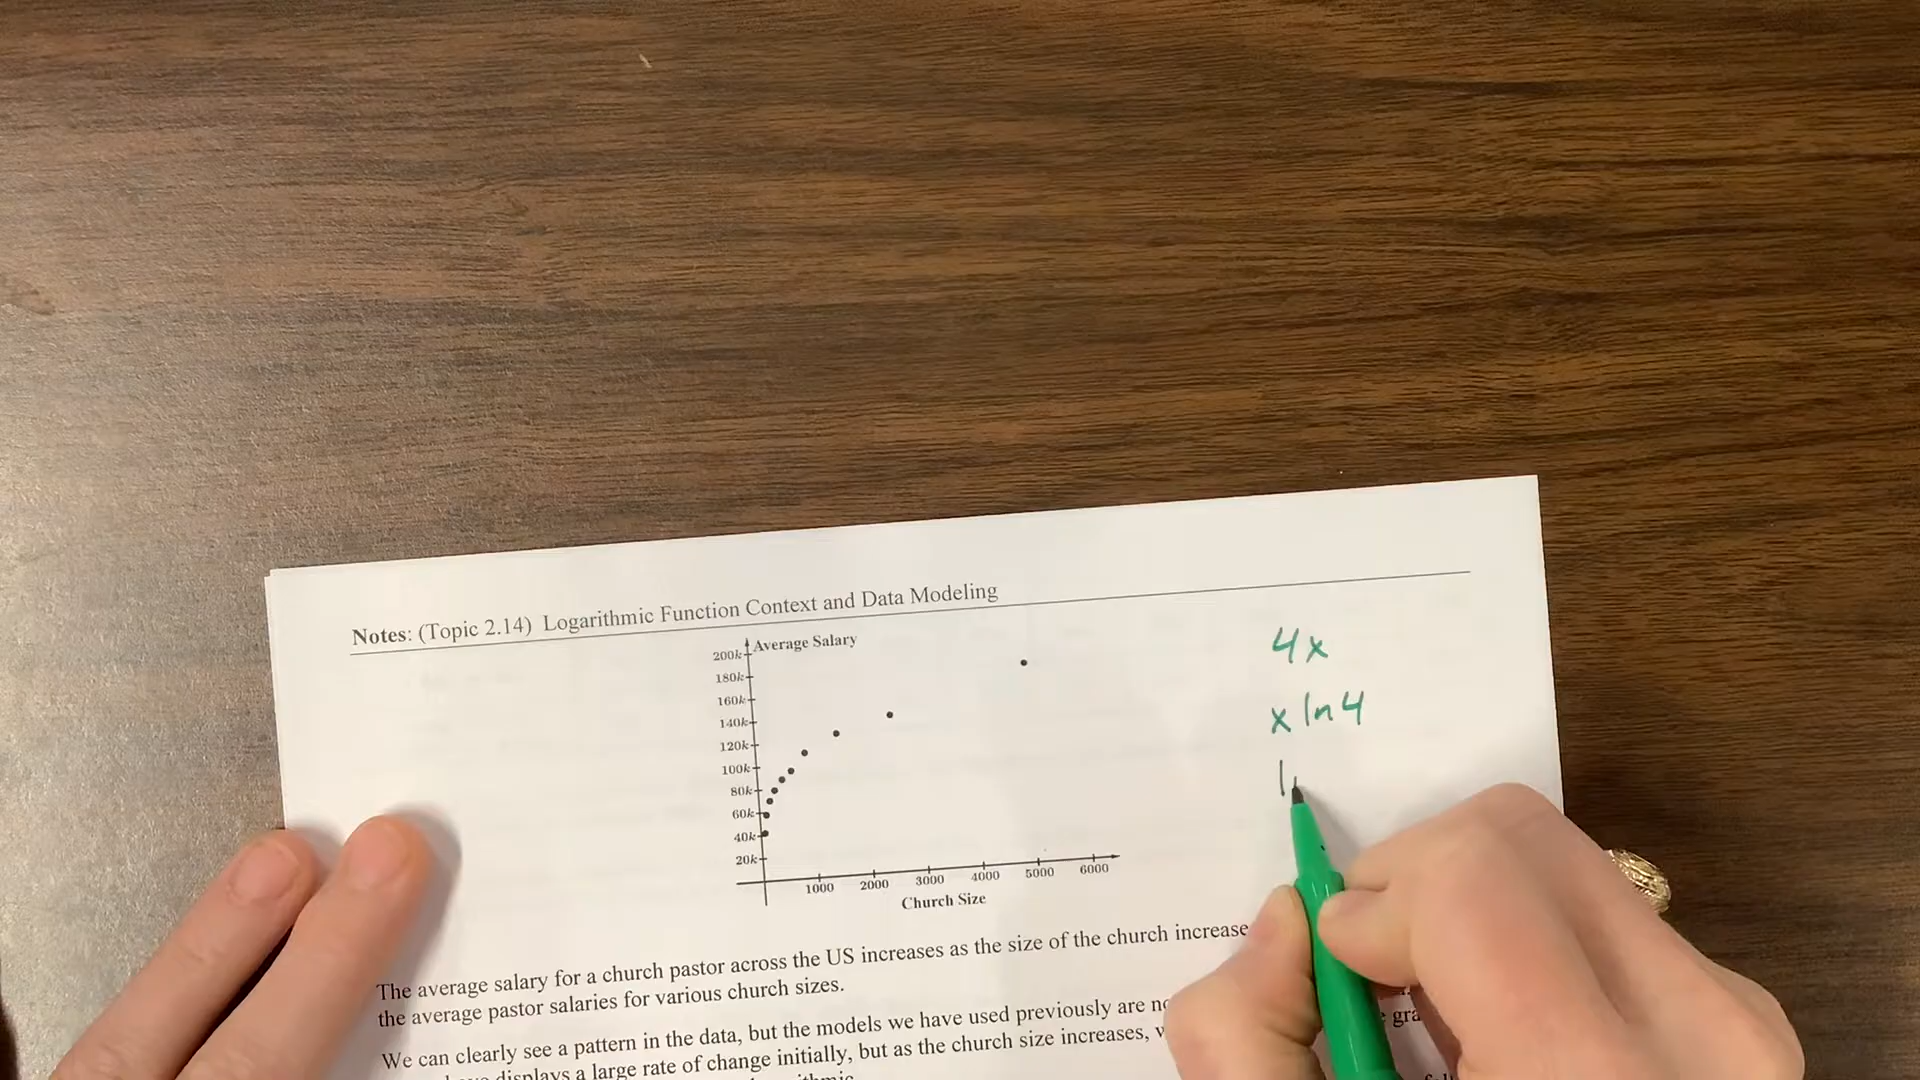 Notes: (Topic 2.14) Logarithmic Function Context and Data Modeling
Average Salary
200k
180k
160k
140k
120k
100k
80k
60k
40k
20k
1000 2000 3000 4000 5000 6000
Church Size
4x
x ln 4
The average salary for a church pastor across the US increases as the size of the church increase
the average pastor salaries for various church sizes.
We can clearly see a pattern in the data, but the models we have used previously are
gra
displays a large rate of change initially, but as the church size increases,